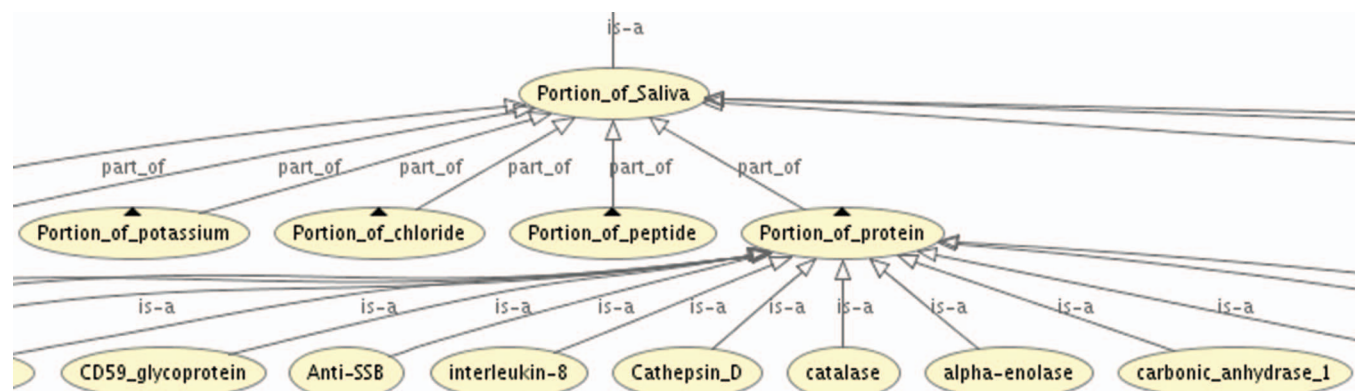 is-a
Portion_of_Saliva
part_of part_of part_of part_of part_of part_of
Portion_of_potassium Portion_of_chloride Portion_of_peptide Portion_of_protein
is-a is-a is-a is-a is-a is-a is-a is-a is-a
CD59_glycoprotein Anti-SSB interleukin-8 Cathepsin_D catalase alpha-enolase carbonic_anhydrase_1